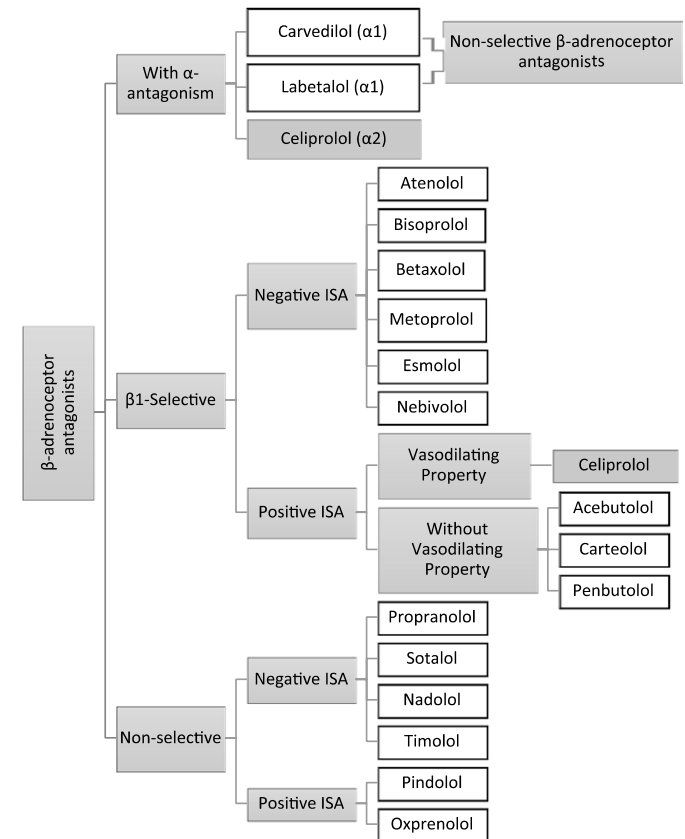 β-adrenoceptor
antagonists
With α-
antagonism
Carvedilol (α1)
Labetalol (α1)
Non-selective β-adrenoceptor
antagonists
Celiprolol (α2)
β1-Selective
Negative ISA
Atenolol
Bisoprolol
Betaxolol
Metoprolol
Esmolol
Nebivolol
Positive ISA
Vasodilating
Property
Celiprolol
Without
Vasodilating
Property
Acebutolol
Carteolol
Penbutolol
Non-selective
Negative ISA
Propranolol
Sotalol
Nadolol
Timolol
Positive ISA
Pindolol
Oxprenolol